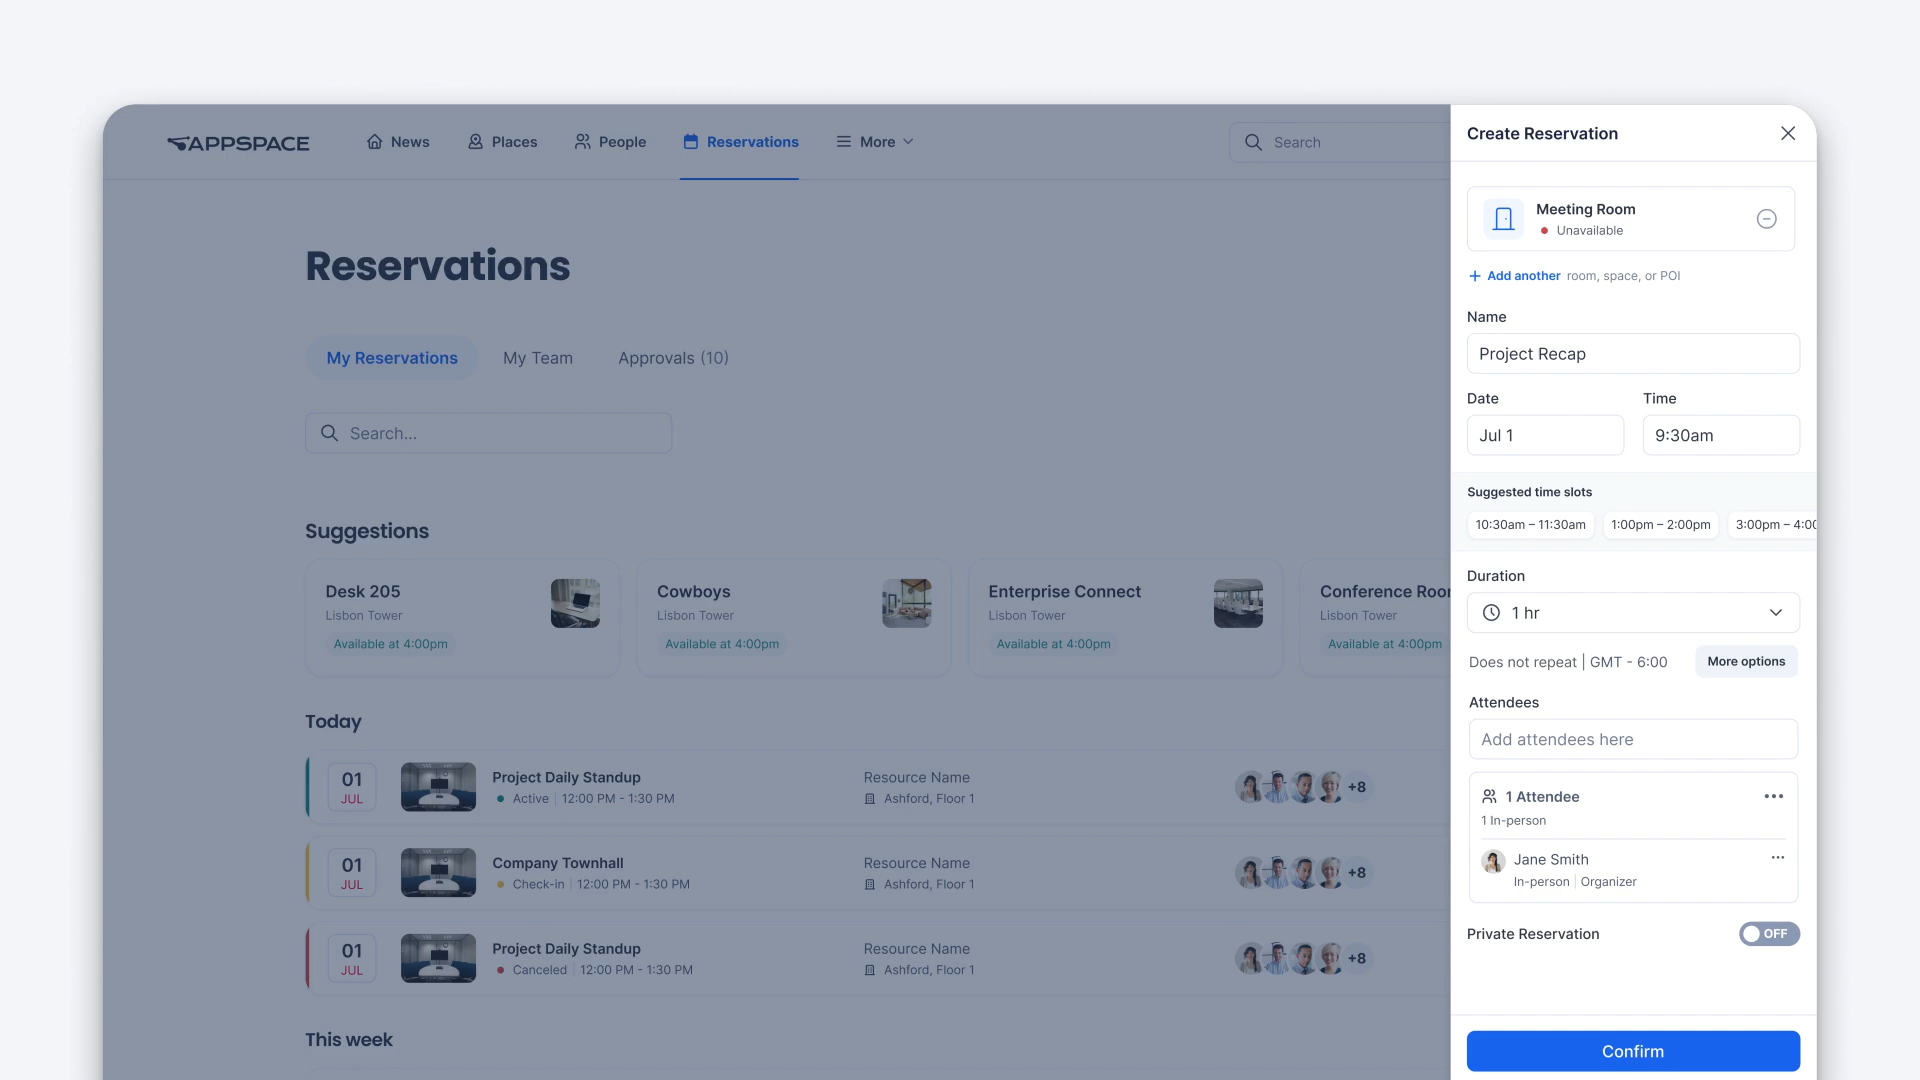 APPSPACE
News
Places
People
Reservations
More
Search
Reservations
My Reservations
My Team
Approvals (10)
Search...
Suggestions
Desk 205
Lisbon Tower
Available at 4:00pm
Cowboys
Lisbon Tower
Available at 4:00pm
Enterprise Connect
Lisbon Tower
Available at 4:00pm
Conference Roo
Lisbon Tower
Available at 4:00pm
Today
01
JUL
Project Daily Standup
Active | 12:00 PM - 1:30 PM
Resource Name
Ashford, Floor 1
+8
01
JUL
Company Townhall
Check-in | 12:00 PM - 1:30 PM
Resource Name
Ashford, Floor 1
+8
01
JUL
Project Daily Standup
Canceled | 12:00 PM - 1:30 PM
Resource Name
Ashford, Floor 1
+8
This week
Create Reservation
Meeting Room
Unavailable
+ Add another room, space, or POI
Name
Project Recap
Date
Time
Jul 1
9:30am
Suggested time slots
10:30am – 11:30am
1:00pm – 2:00pm
3:00pm – 4:00
Duration
1 hr
Does not repeat | GMT - 6:00
More options
Attendees
Add attendees here
1 Attendee
1 In-person
Jane Smith
In-person | Organizer
Private Reservation
OFF
Confirm